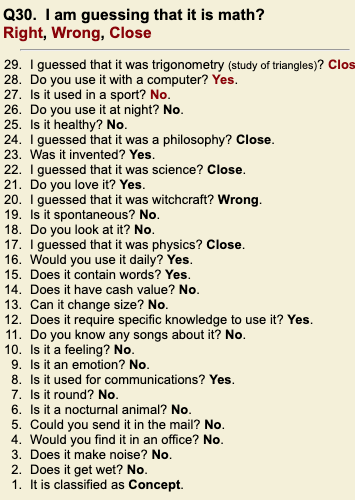 Q30. I am guessing that it is math?
Right, Wrong, Close
29. I guessed that it was trigonometry (study of triangles)? Clos
28. Do you use it with a computer? Yes.
27. Is it used in a sport? No.
26. Do you use it at night? No.
25. Is it healthy? No.
24. I guessed that it was a philosophy? Close.
23. Was it invented? Yes.
22. I guessed that it was science? Close.
21. Do you love it? Yes.
20. I guessed that it was witchcraft? Wrong.
19. Is it spontaneous? No.
18. Do you look at it? No.
17. I guessed that it was physics? Close.
16. Would you use it daily? Yes.
15. Does it contain words? Yes.
14. Does it have cash value? No.
13. Can it change size? No.
12. Does it require specific knowledge to use it? Yes.
11. Do you know any songs about it? No.
10. Is it a feeling? No.
9. Is it an emotion? No.
8. Is it used for communications? Yes.
7. Is it round? No.
6. Is it a nocturnal animal? No.
5. Could you send it in the mail? No.
4. Would you find it in an office? No.
3. Does it make noise? No.
2. Does it get wet? No.
1. It is classified as Concept.